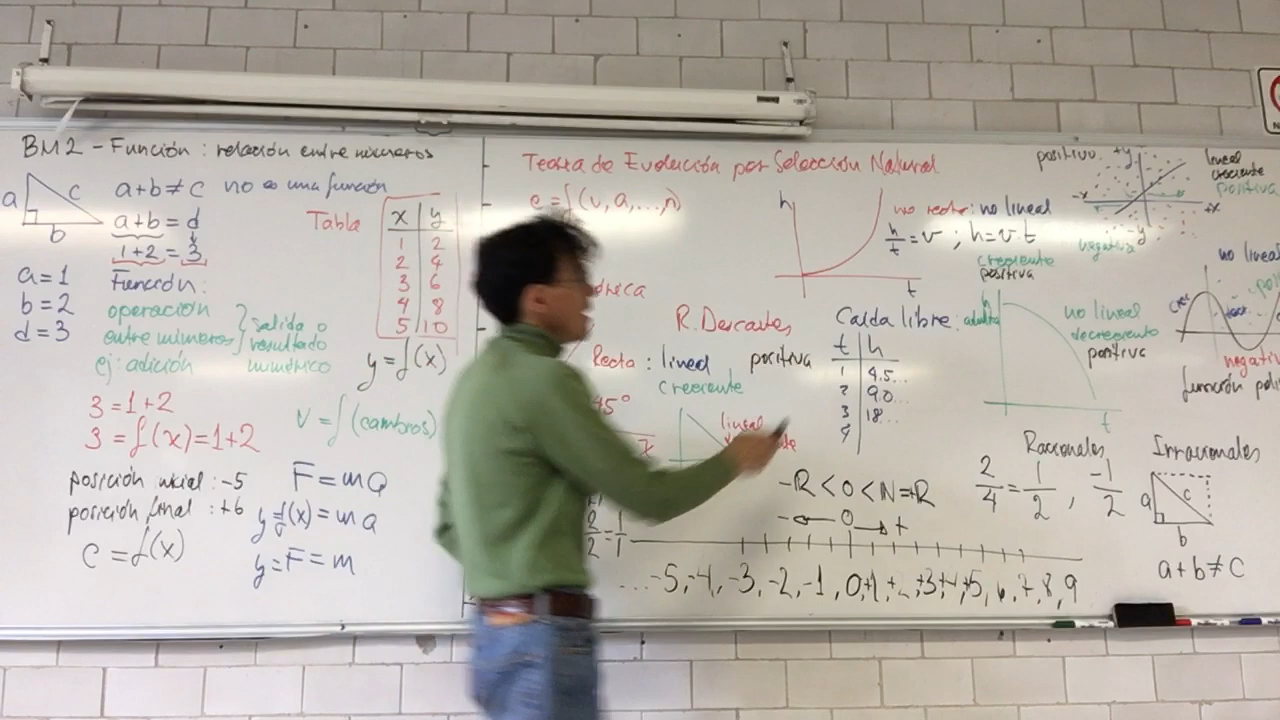 BM2 - Función: relación entre números
a
c
b
a+b≠c no es una función
a+b=d
1+2=3
a=1
b=2
d=3
Función:
operación
entre números
ej: adición
salida o
resultado
numérico
Tabla
x | y
1 | 2
2 | 4
3 | 6
4 | 8
5 | 10
y=f(x)
3=1+2
3=f(x)=1+2
v=f(cambios)
posición inicial: -5
posición final: +6
e=f(x)
F=ma
y=f(x)=ma
y=F=m
Teoría de Evolución por Selección Natural
e=f(v, a, ..., n)
h
t
no recta: no lineal
h/t=v ; h=v·t
creciente
positiva
R. Descartes
Recta: lineal positiva
creciente
45°
lineal
Caída libre:
t | h
1 | 4.5...
2 | 9.0...
3 | 18...
4
h
t
no lineal
decreciente
positiva
positivo
+y
-x
+x
-y
negativa
lineal
creciente
positiva
no lineal
-R<0<N=+R
- ← 0 → +
2/2=1/1
...-5,-4,-3,-2,-1,0,+1,+2,+3,+4,+5,6,7,8,9
Racionales
2/4=1/2, -1/2
Irracionales
a
c
b
a+b≠c